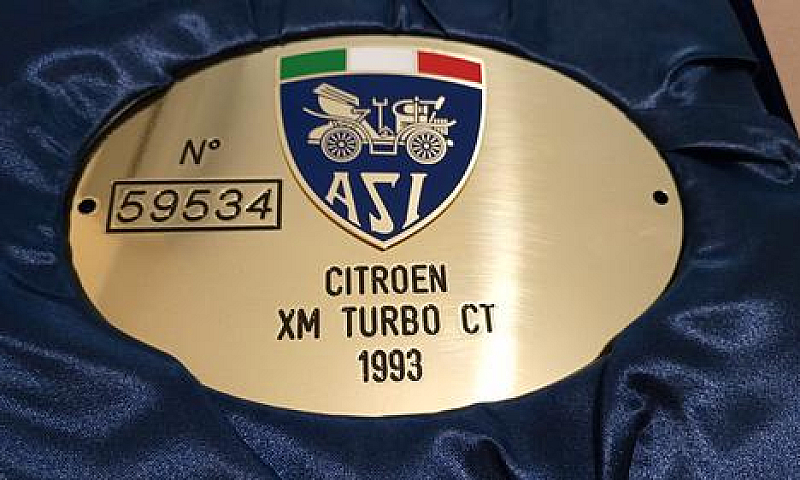 N°
59534
ASI
CITROEN
XM TURBO CT
1993